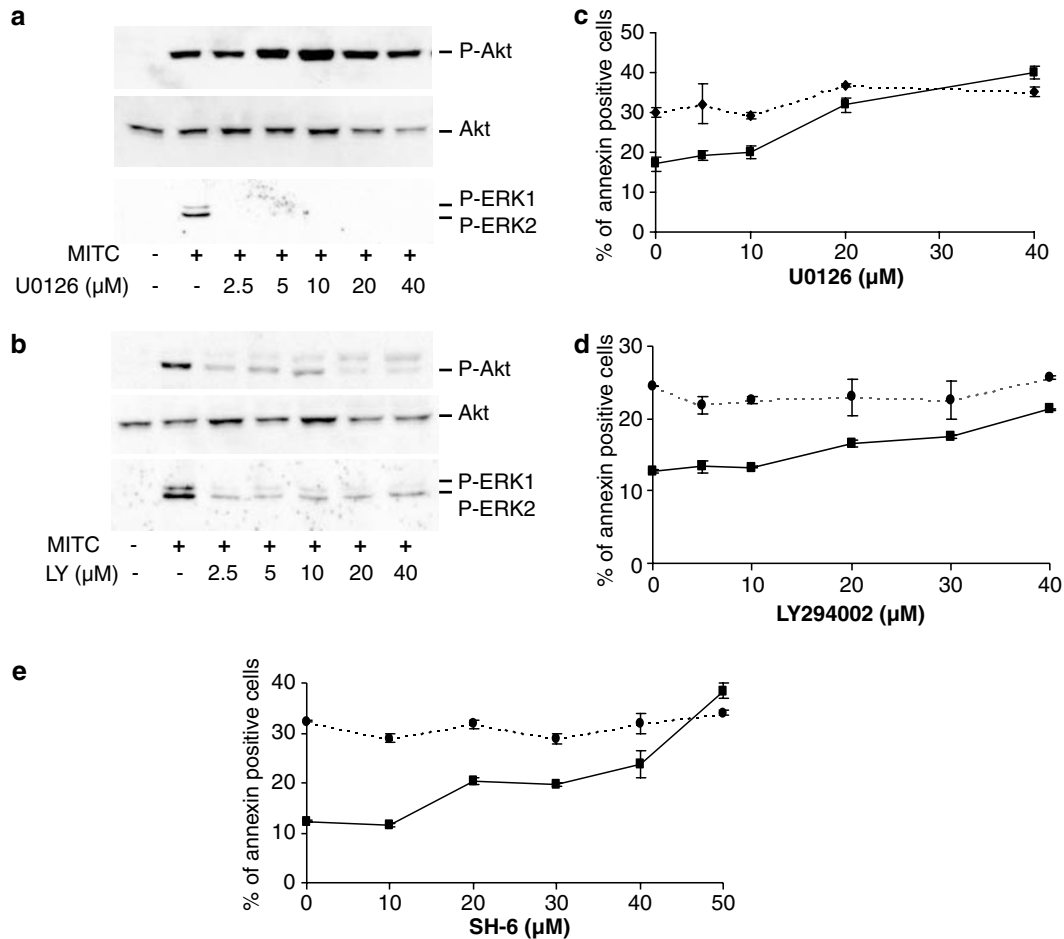 a
P-Akt
Akt
P-ERK1
P-ERK2
MITC - + + + + + +
U0126 (μM) - - 2.5 5 10 20 40
b
P-Akt
Akt
P-ERK1
P-ERK2
MITC - + + + + + +
LY (μM) - - 2.5 5 10 20 40
c
% of annexin positive cells
50
40
30
20
10
0
0 10 20 30 40
U0126 (μM)
d
% of annexin positive cells
30
20
10
0
0 10 20 30 40
LY294002 (μM)
e
% of annexin positive cells
40
30
20
10
0
0 10 20 30 40 50
SH-6 (μM)